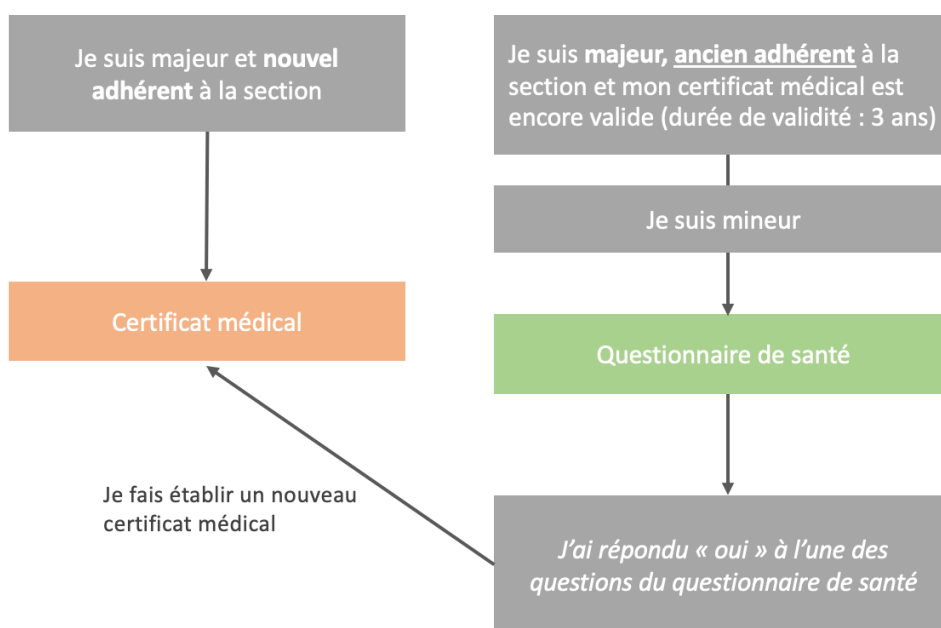 Je suis majeur et nouvel
adhérent à la section
Je suis majeur, ancien adhérent à la
section et mon certificat médical est
encore valide (durée de validité : 3 ans)
Je suis mineur
Certificat médical
Questionnaire de santé
Je fais établir un nouveau
certificat médical
J’ai répondu « oui » à l’une des
questions du questionnaire de santé